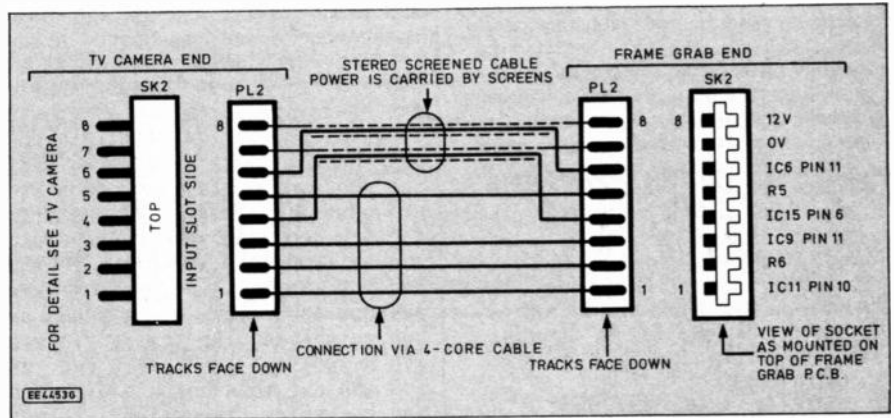 TV CAMERA END
SK2
PL2
STEREO SCREENED CABLE
POWER IS CARRIED BY SCREENS
FRAME GRAB END
PL2
SK2
FOR DETAIL SEE TV CAMERA
8
7
6
5
4
3
2
1
TOP
INPUT SLOT SIDE
8
1
8
1
8
1
12V
0V
IC6 PIN 11
R5
IC15 PIN 6
IC9 PIN 11
R6
IC11 PIN 10
TRACKS FACE DOWN
CONNECTION VIA 4-CORE CABLE
TRACKS FACE DOWN
VIEW OF SOCKET
AS MOUNTED ON
TOP OF FRAME
GRAB P.C.B.
EE4453G